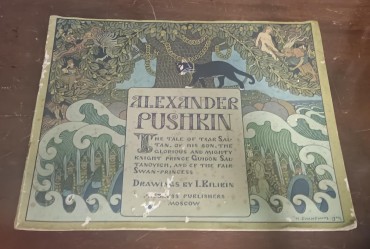 ALEXANDER
PUSHKIN
THE TALE OF TSAR SAL-
TAN, OF HIS SON, THE
GLORIOUS AND MIGHTY
KNIGHT PRINCE GUIDON SAL-
TANOVICH, AND OF THE FAIR
SWAN-PRINCESS
DRAWINGS BY I. BILIBIN
PUBLISHERS
MOSCOW